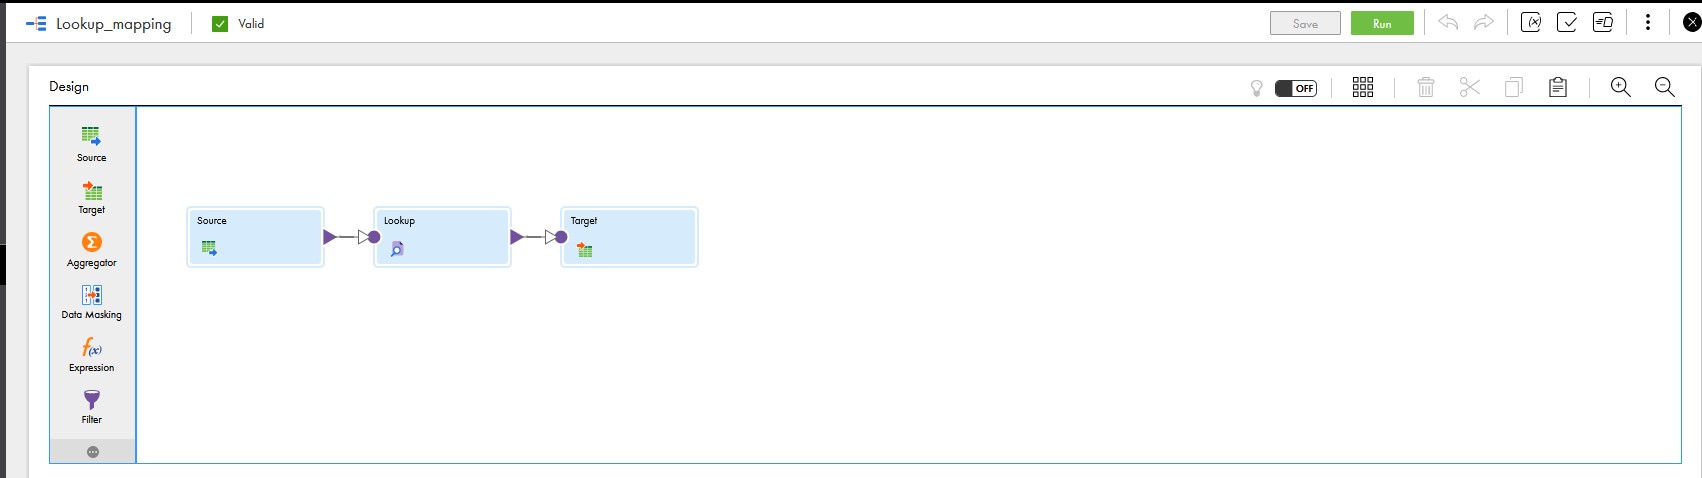 Lookup_mapping
Valid
Save
Run
Design
OFF
Source
Target
Aggregator
Data Masking
Expression
f(x)
Filter
Source
Lookup
Target